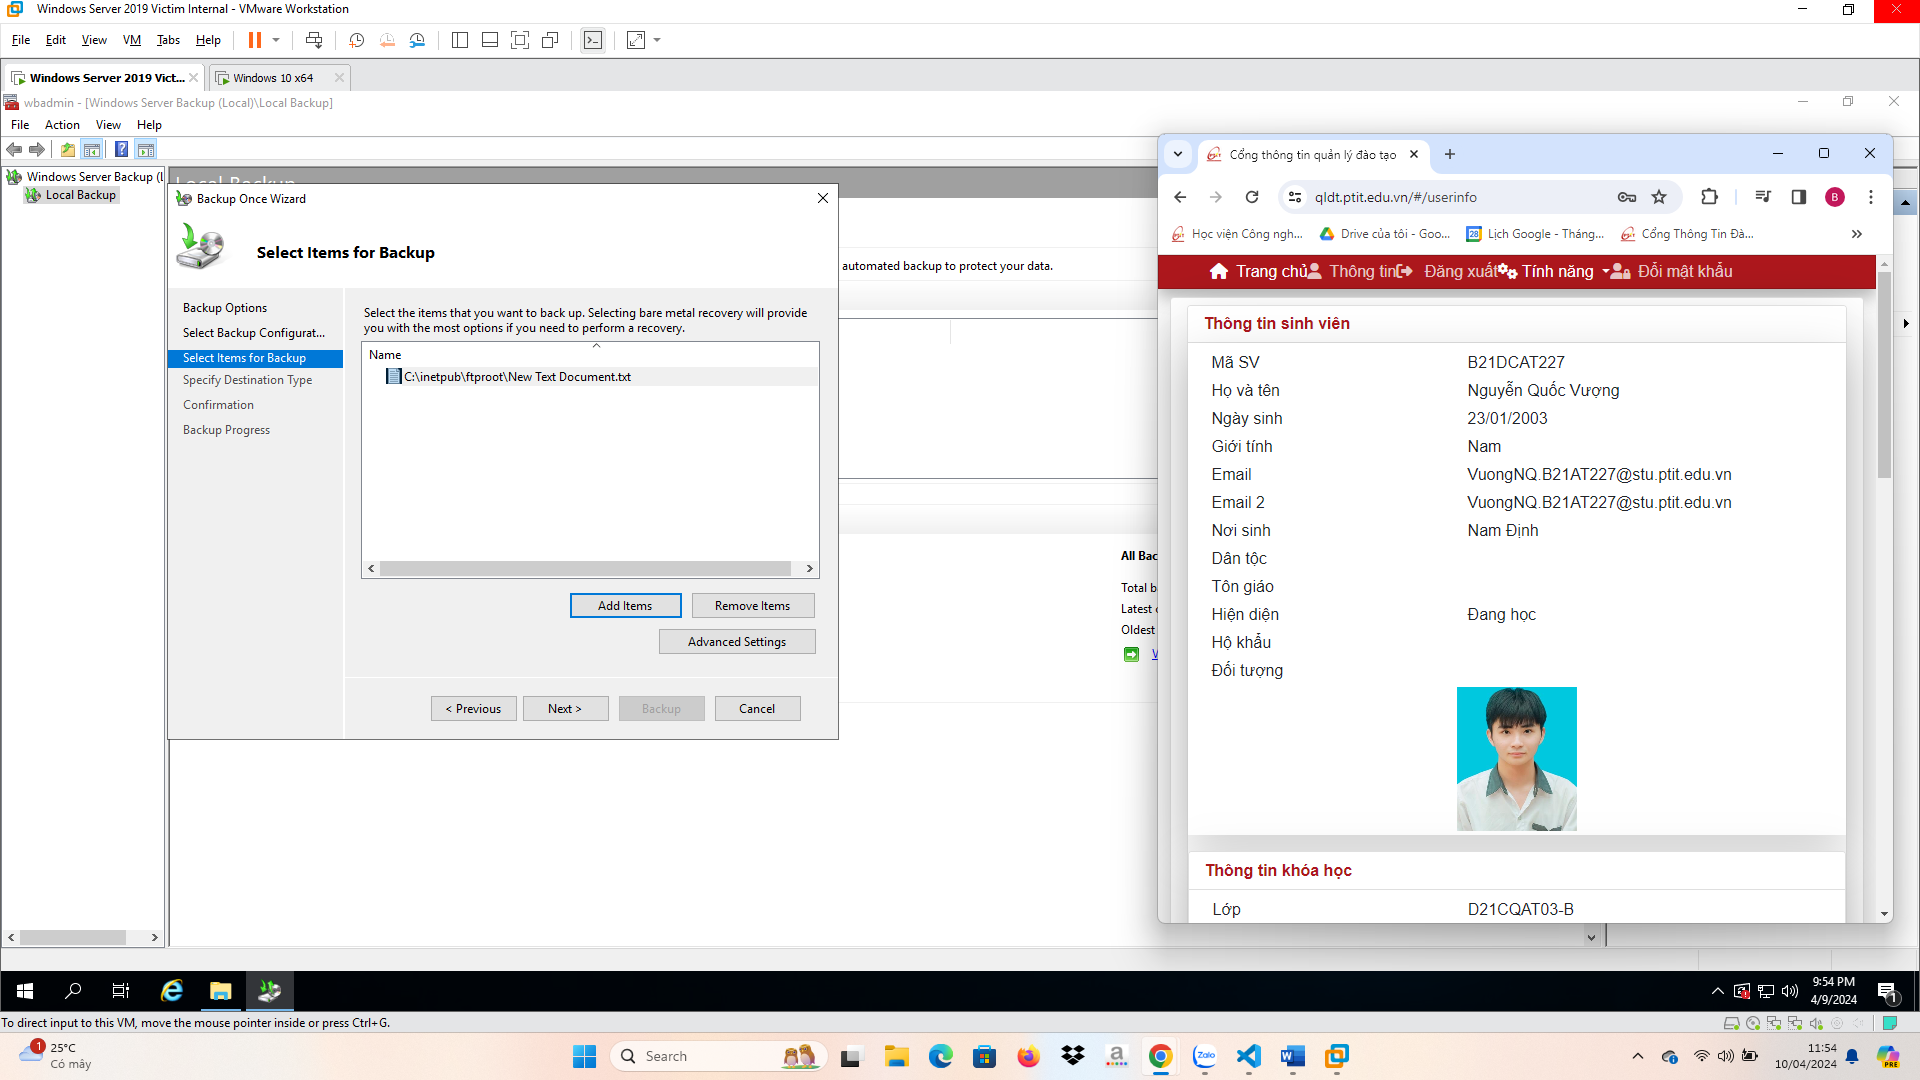 Windows Server 2019 Victim Internal - VMware Workstation
File Edit View VM Tabs Help
Windows Server 2019 Vict... Windows 10 x64
wbadmin - [Windows Server Backup (Local)\Local Backup]
File Action View Help
Windows Server Backup (L
Local Backup
Local Backup
Backup Once Wizard
Select Items for Backup
automated backup to protect your data.
Backup Options
Select Backup Configurat...
Select Items for Backup
Specify Destination Type
Confirmation
Backup Progress
Select the items that you want to back up. Selecting bare metal recovery will provide
you with the most options if you need to perform a recovery.
Name
C:\inetpub\ftproot\New Text Document.txt
Add Items Remove Items
Advanced Settings
< Previous Next > Backup Cancel
All Bac
Total b
Latest
Oldest
V
Cổng thông tin quản lý đào tạo
qldt.ptit.edu.vn/#/userinfo
B
Học viện Công ngh... Drive của tôi - Goo... 28 Lịch Google - Tháng... Cổng Thông Tin Đà...
Trang chủ Thông tin Đăng xuất Tính năng Đổi mật khẩu
Thông tin sinh viên
Mã SV B21DCAT227
Họ và tên Nguyễn Quốc Vượng
Ngày sinh 23/01/2003
Giới tính Nam
Email VuongNQ.B21AT227@stu.ptit.edu.vn
Email 2 VuongNQ.B21AT227@stu.ptit.edu.vn
Nơi sinh Nam Định
Dân tộc
Tôn giáo
Hiện diện Đang học
Hộ khẩu
Đối tượng
Thông tin khóa học
Lớp D21CQAT03-B
9:54 PM
4/9/2024
1
To direct input to this VM, move the mouse pointer inside or press Ctrl+G.
1
25°C
Có mây
Search
a
Zalo
W
PRE
11:54
10/04/2024